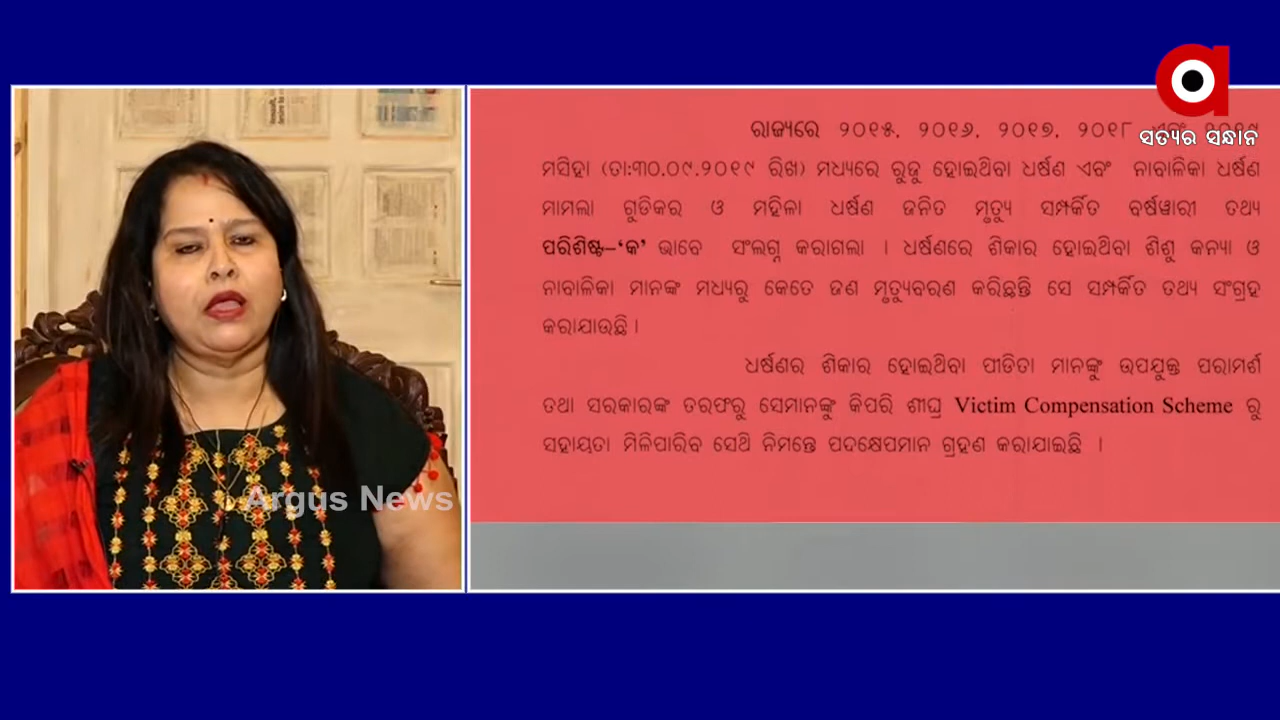 ରାଜ୍ୟରେ ୨୦୧୫, ୨୦୧୬, ୨୦୧୭, ୨୦୧୮ ଏବଂ ୨୦୧୯
ସତ୍ୟର ସନ୍ଧାନ
ମସିହା (ତା:୩୦.୦୯.୨୦୧୯ ରିଖ) ମଧ୍ୟରେ ରୁଜୁ ହୋଇଥିବା ଧର୍ଷଣ ଏବଂ ନାବାଳିକା ଧର୍ଷଣ
ମାମଲା ଗୁଡିକର ଓ ମହିଳା ଧର୍ଷଣ ଜନିତ ମୃତ୍ୟୁ ସମ୍ପର୍କିତ ବର୍ଷୱାରୀ ତଥ୍ୟ
ପରିଶିଷ୍ଟ–‘କ’ ଭାବେ ସଂଲଗ୍ନ କରାଗଲା । ଧର୍ଷଣରେ ଶିକାର ହୋଇଥିବା ଶିଶୁ କନ୍ୟା ଓ
ନାବାଳିକା ମାନଙ୍କ ମଧ୍ୟରୁ କେତେ ଜଣ ମୃତ୍ୟୁବରଣ କରିଛନ୍ତି ସେ ସମ୍ପର୍କିତ ତଥ୍ୟ ସଂଗ୍ରହ
କରାଯାଉଛି ।
ଧର୍ଷଣର ଶିକାର ହୋଇଥିବା ପୀଡିତା ମାନଙ୍କୁ ଉପଯୁକ୍ତ ପରାମର୍ଶ
ତଥା ସରକାରଙ୍କ ତରଫରୁ ସେମାନଙ୍କୁ କିପରି ଶୀଘ୍ର Victim Compensation Scheme ରୁ
ସହାୟତା ମିଳିପାରିବ ସେଥି ନିମନ୍ତେ ପଦକ୍ଷେପମାନ ଗ୍ରହଣ କରାଯାଇଛି ।
Argus News